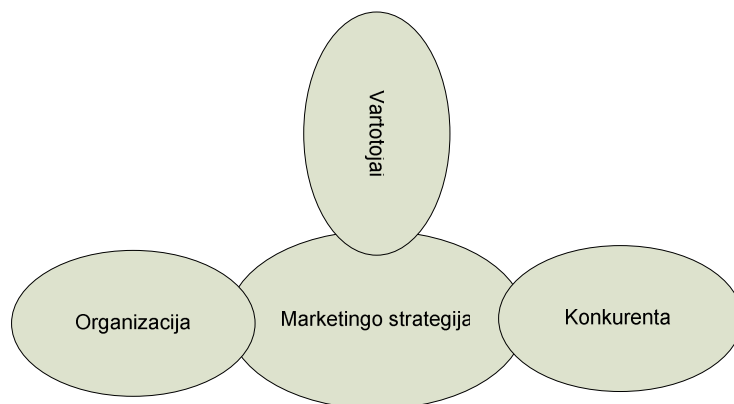 Vartotojai
Organizacija
Marketingo strategija
Konkurenta